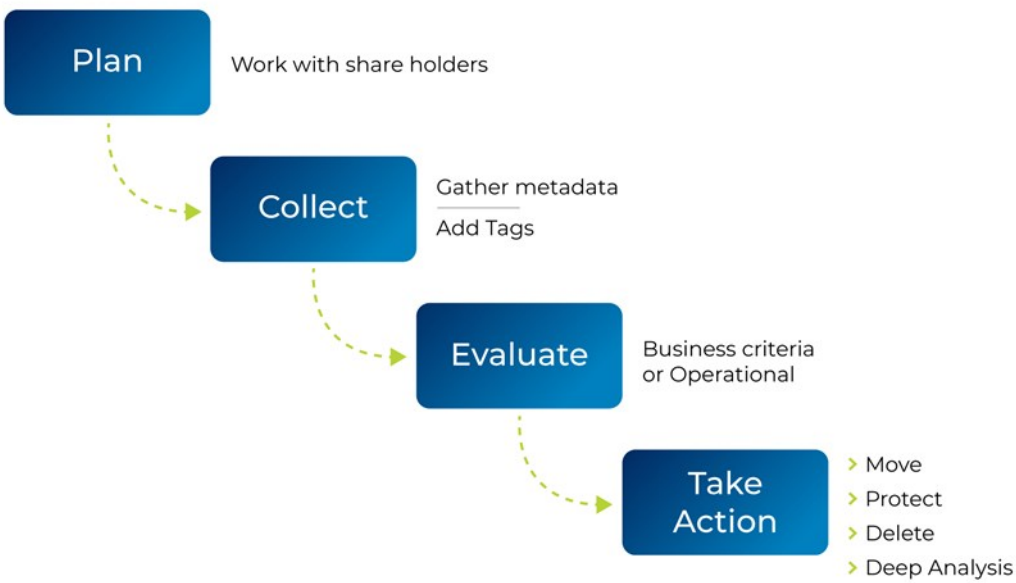 Plan
Work with share holders
Collect
Gather metadata
Add Tags
Evaluate
Business criteria
or Operational
Take
Action
Move
Protect
Delete
Deep Analysis